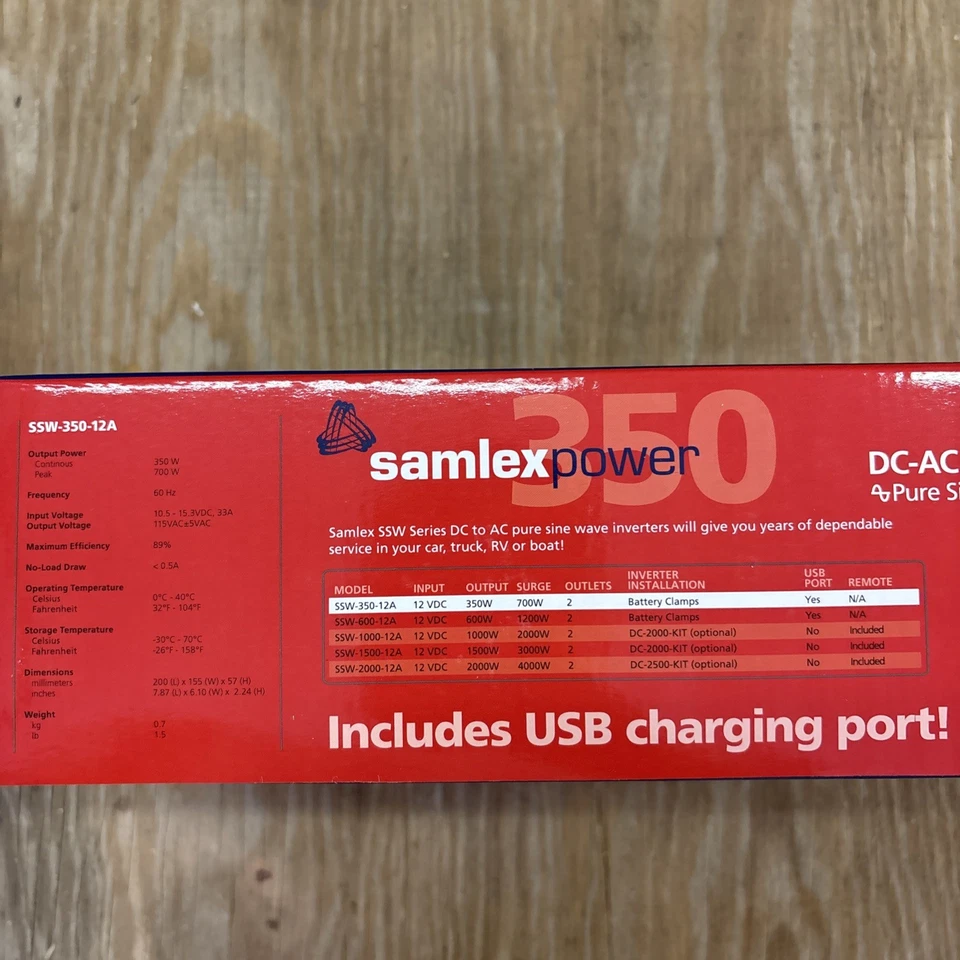 SSW-350-12A
Output Power
Continous 350 W
Peak 700 W
Frequency 60 Hz
Input Voltage 10.5 - 15.3VDC, 33A
Output Voltage 115VAC±5VAC
Maximum Efficiency 89%
No-Load Draw < 0.5A
Operating Temperature
Celsius 0°C - 40°C
Fahrenheit 32°F - 104°F
Storage Temperature
Celsius -30°C - 70°C
Fahrenheit -26°F - 158°F
Dimensions
millimeters 200 (L) x 155 (W) x 57 (H)
inches 7.87 (L) x 6.10 (W) x 2.24 (H)
Weight
kg 0.7
lb 1.5
350
samlexpower
DC-AC
Pure Si
Samlex SSW Series DC to AC pure sine wave inverters will give you years of dependable
service in your car, truck, RV or boat!
MODEL INPUT OUTPUT SURGE OUTLETS INVERTER INSTALLATION USB PORT REMOTE
SSW-350-12A 12 VDC 350W 700W 2 Battery Clamps Yes N/A
SSW-600-12A 12 VDC 600W 1200W 2 Battery Clamps Yes N/A
SSW-1000-12A 12 VDC 1000W 2000W 2 DC-2000-KIT (optional) No Included
SSW-1500-12A 12 VDC 1500W 3000W 2 DC-2000-KIT (optional) No Included
SSW-2000-12A 12 VDC 2000W 4000W 2 DC-2500-KIT (optional) No Included
Includes USB charging port!